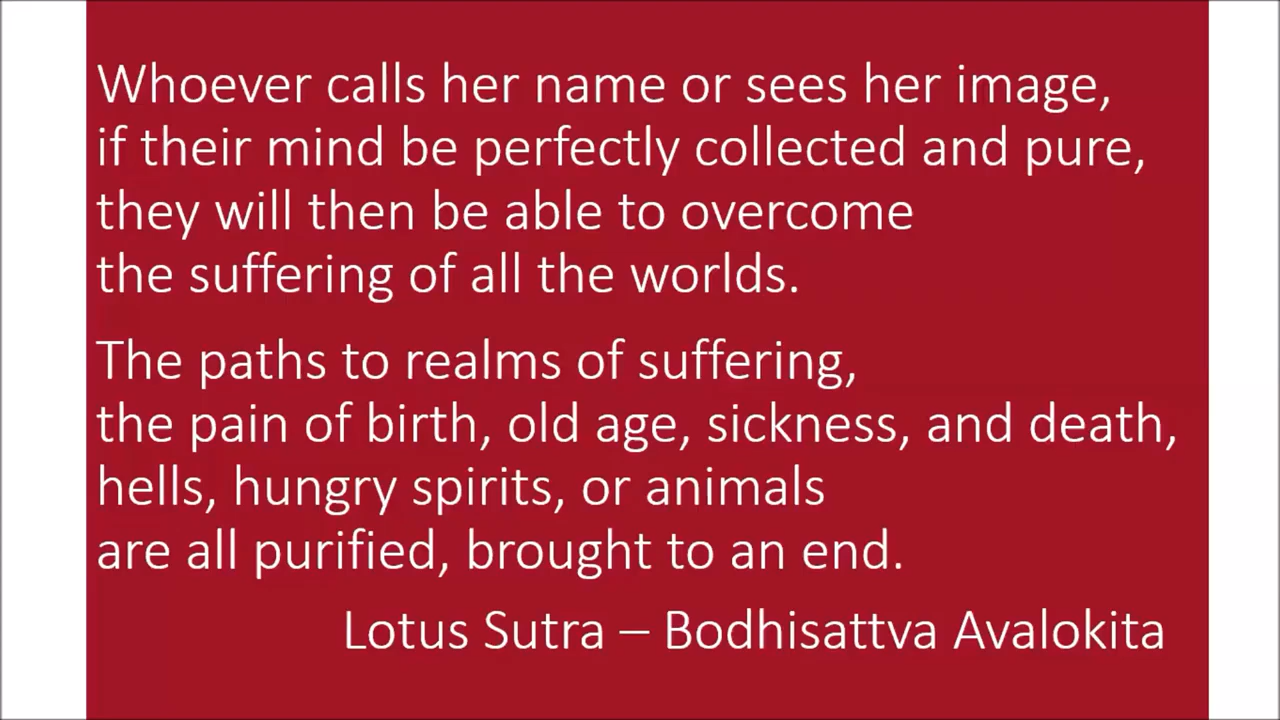 Whoever calls her name or sees her image,
if their mind be perfectly collected and pure,
they will then be able to overcome
the suffering of all the worlds.
The paths to realms of suffering,
the pain of birth, old age, sickness, and death,
hells, hungry spirits, or animals
are all purified, brought to an end.
Lotus Sutra – Bodhisattva Avalokita